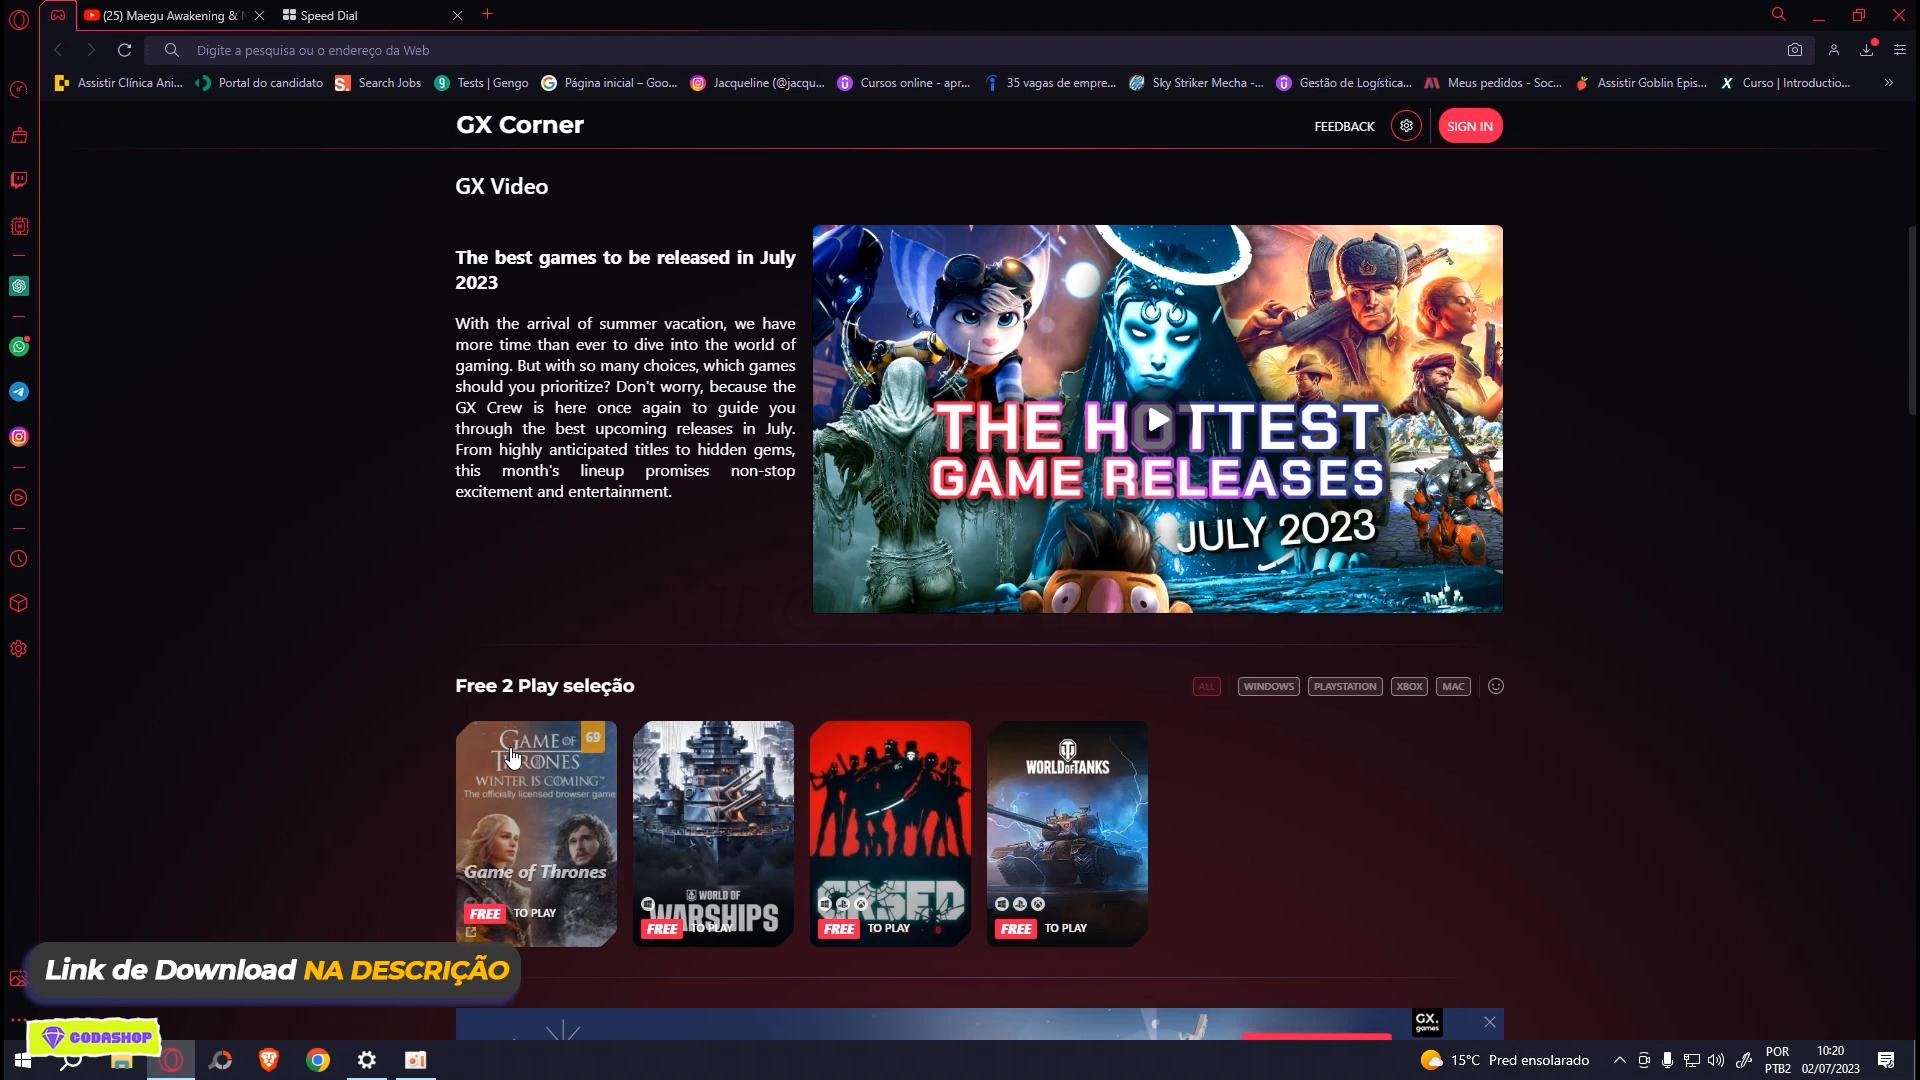 (25) Maegu Awakening & N
Speed Dial
Digite a pesquisa ou o endereço da Web
Assistir Clínica Ani...
Portal do candidato
Search Jobs
Tests | Gengo
Página inicial – Goo...
Jacqueline (@jacqu...
Cursos online - apr...
35 vagas de empre...
Sky Striker Mecha -...
Gestão de Logística...
Meus pedidos - Soc...
Assistir Goblin Epis...
Curso | Introductio...
GX Corner
FEEDBACK
SIGN IN
GX Video
The best games to be released in July
2023
With the arrival of summer vacation, we have
more time than ever to dive into the world of
gaming. But with so many choices, which games
should you prioritize? Don't worry, because the
GX Crew is here once again to guide you
through the best upcoming releases in July.
From highly anticipated titles to hidden gems,
this month's lineup promises non-stop
excitement and entertainment.
THE HOTTEST
GAME RELEASES
JULY 2023
Free 2 Play seleção
ALL
WINDOWS
PLAYSTATION
XBOX
MAC
GAME OF
THRONES
WINTER IS COMING™
The officially licensed browser game
69
Game of Thrones
FREE TO PLAY
WORLD OF
WARSHIPS
FREE TO PLAY
CRSED
FREE TO PLAY
WORLD OF TANKS
FREE TO PLAY
Link de Download NA DESCRIÇÃO
GX.
games
CODASHOP
15°C Pred ensolarado
POR
PTB2
10:20
02/07/2023